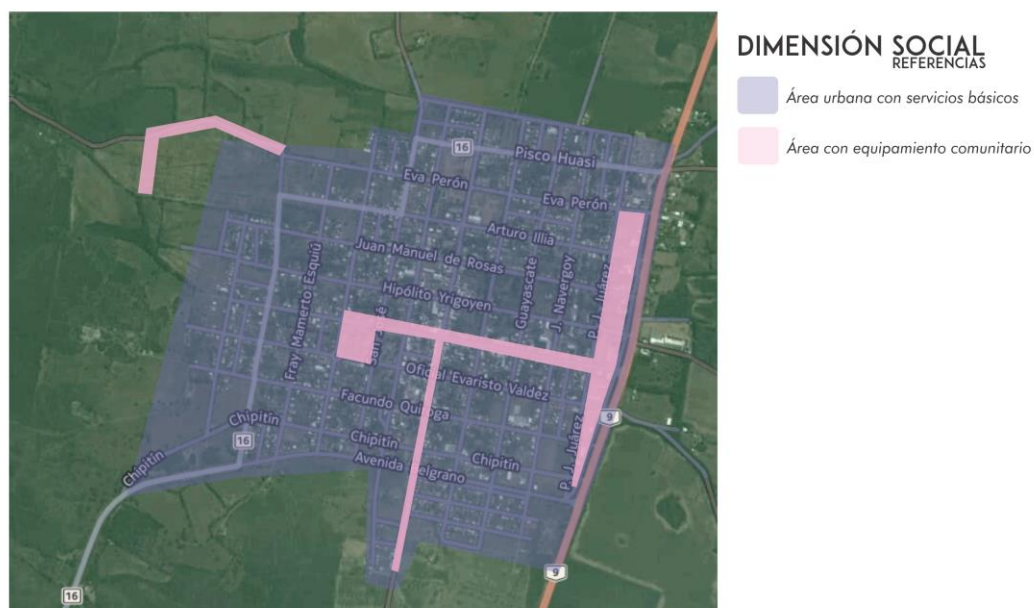 DIMENSIÓN SOCIAL
REFERENCIAS
Área urbana con servicios básicos
Área con equipamiento comunitario
16
Pisco Huasi
Eva Perón
Eva Perón
Arturo Illia
Juan Manuel de Rosas
Fray Mamerto Esquiú
Hipólito Yrigoyen
Guayascate
J. Navergoy
P. J. Juárez
Oficial Evaristo Valdez
Facundo Quiroga
Chipitín
9
16
Chipitín
Chipitín
Chipitín
P. J. Juárez
Avenida Belgrano
9
16